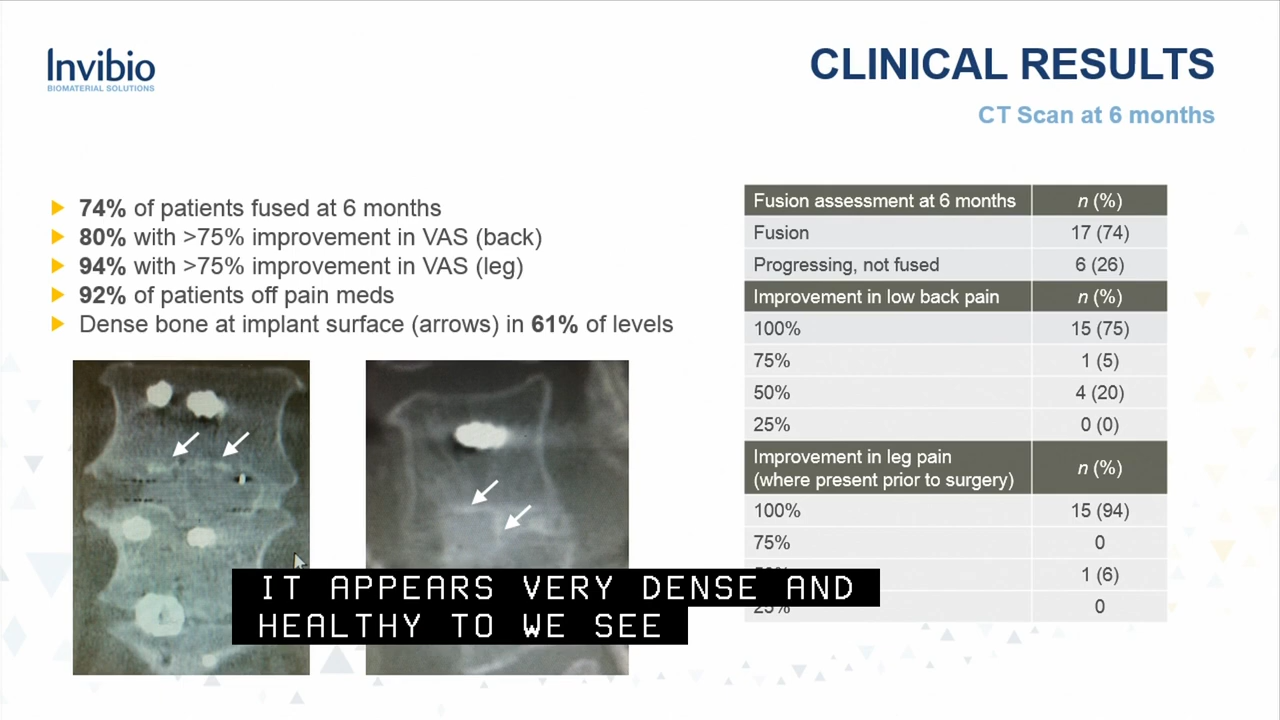 Invibio
BIOMATERIAL SOLUTIONS
CLINICAL RESULTS
CT Scan at 6 months
74% of patients fused at 6 months
80% with >75% improvement in VAS (back)
94% with >75% improvement in VAS (leg)
92% of patients off pain meds
Dense bone at implant surface (arrows) in 61% of levels
Fusion assessment at 6 months n (%)
Fusion 17 (74)
Progressing, not fused 6 (26)
Improvement in low back pain n (%)
100% 15 (75)
75% 1 (5)
50% 4 (20)
25% 0 (0)
Improvement in leg pain
(where present prior to surgery) n (%)
100% 15 (94)
75% 0
1 (6)
25% 0
IT APPEARS VERY DENSE AND
HEALTHY TO WE SEE